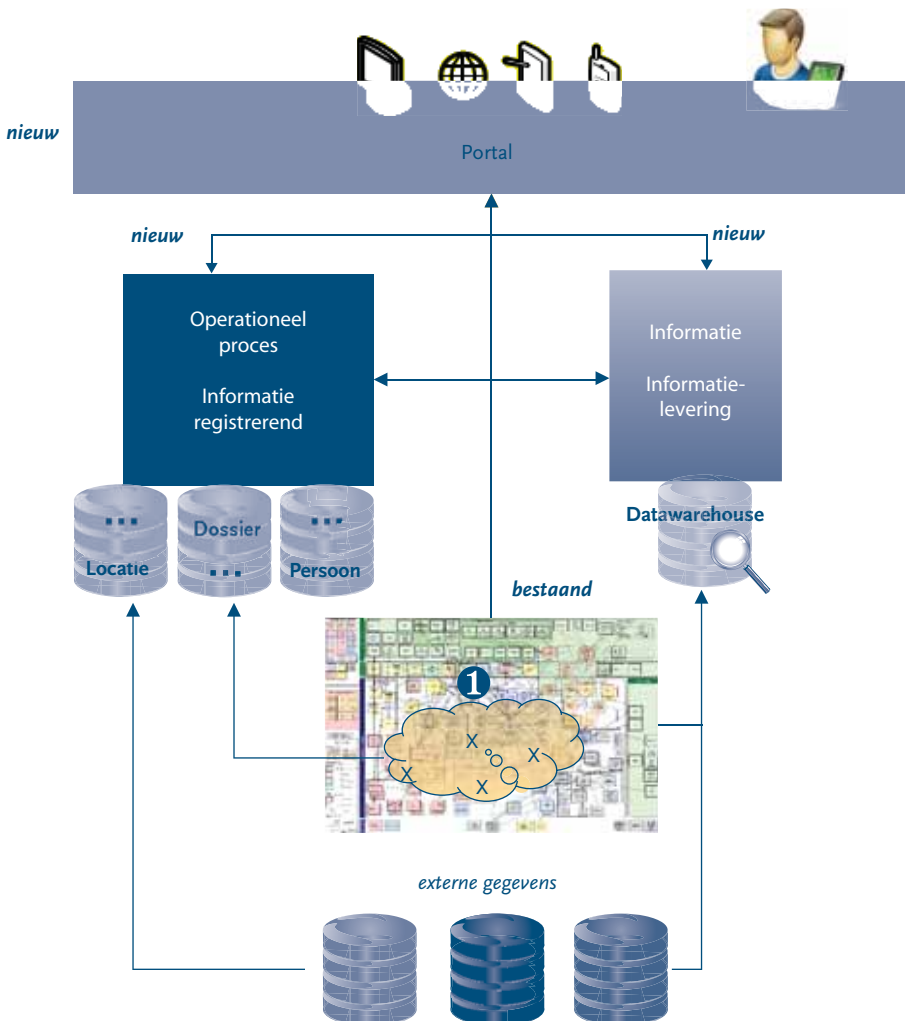 nieuw
Portal
nieuw
nieuw
Operationeel
proces
Informatie
registrerend
Informatie
Informatie-
levering
...
Dossier
...
Locatie
...
Persoon
Datawarehouse
bestaand
1
X
X
X
X
externe gegevens